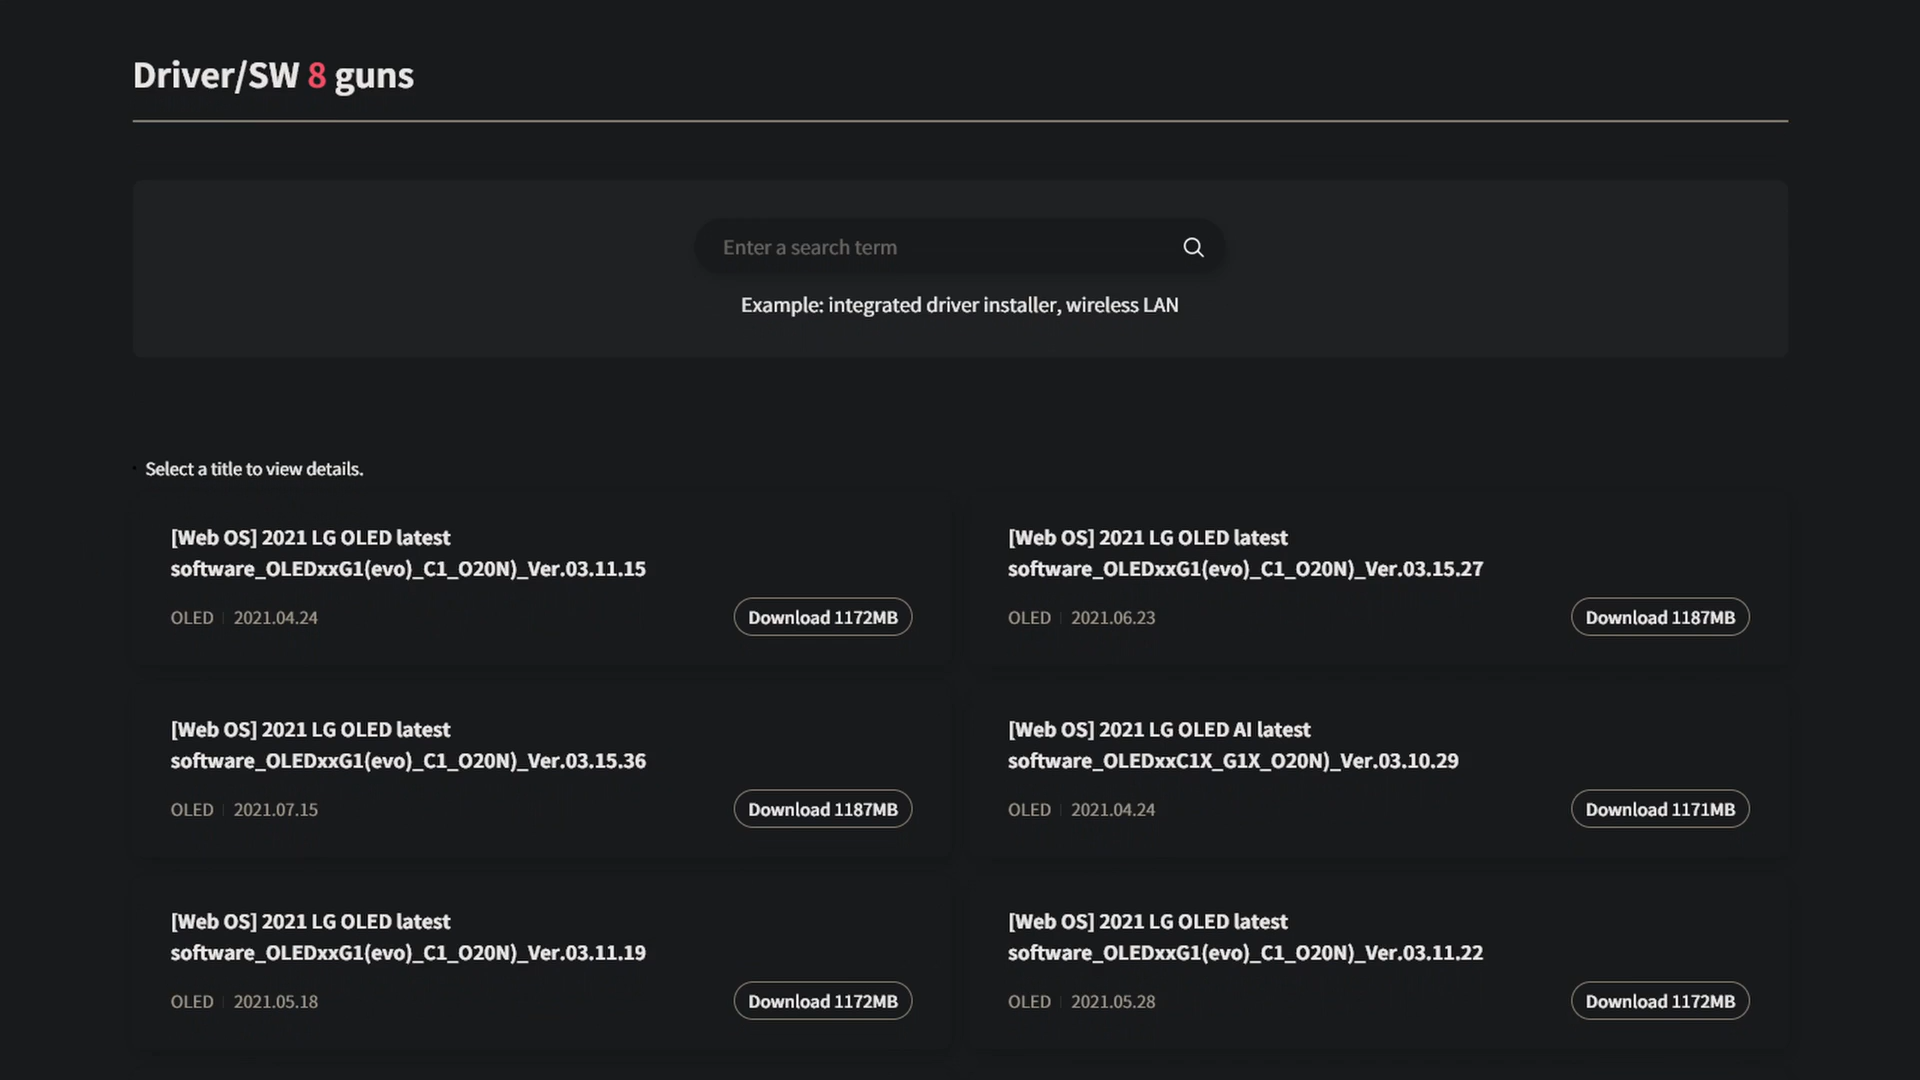 Driver/SW 8 guns
Enter a search term
Example: integrated driver installer, wireless LAN
Select a title to view details.
[Web OS] 2021 LG OLED latest
software_OLEDxxG1(evo)_C1_O20N)_Ver.03.11.15
OLED 2021.04.24
Download 1172MB
[Web OS] 2021 LG OLED latest
software_OLEDxxG1(evo)_C1_O20N)_Ver.03.15.27
OLED 2021.06.23
Download 1187MB
[Web OS] 2021 LG OLED latest
software_OLEDxxG1(evo)_C1_O20N)_Ver.03.15.36
OLED 2021.07.15
Download 1187MB
[Web OS] 2021 LG OLED AI latest
software_OLEDxxC1X_G1X_O20N)_Ver.03.10.29
OLED 2021.04.24
Download 1171MB
[Web OS] 2021 LG OLED latest
software_OLEDxxG1(evo)_C1_O20N)_Ver.03.11.19
OLED 2021.05.18
Download 1172MB
[Web OS] 2021 LG OLED latest
software_OLEDxxG1(evo)_C1_O20N)_Ver.03.11.22
OLED 2021.05.28
Download 1172MB